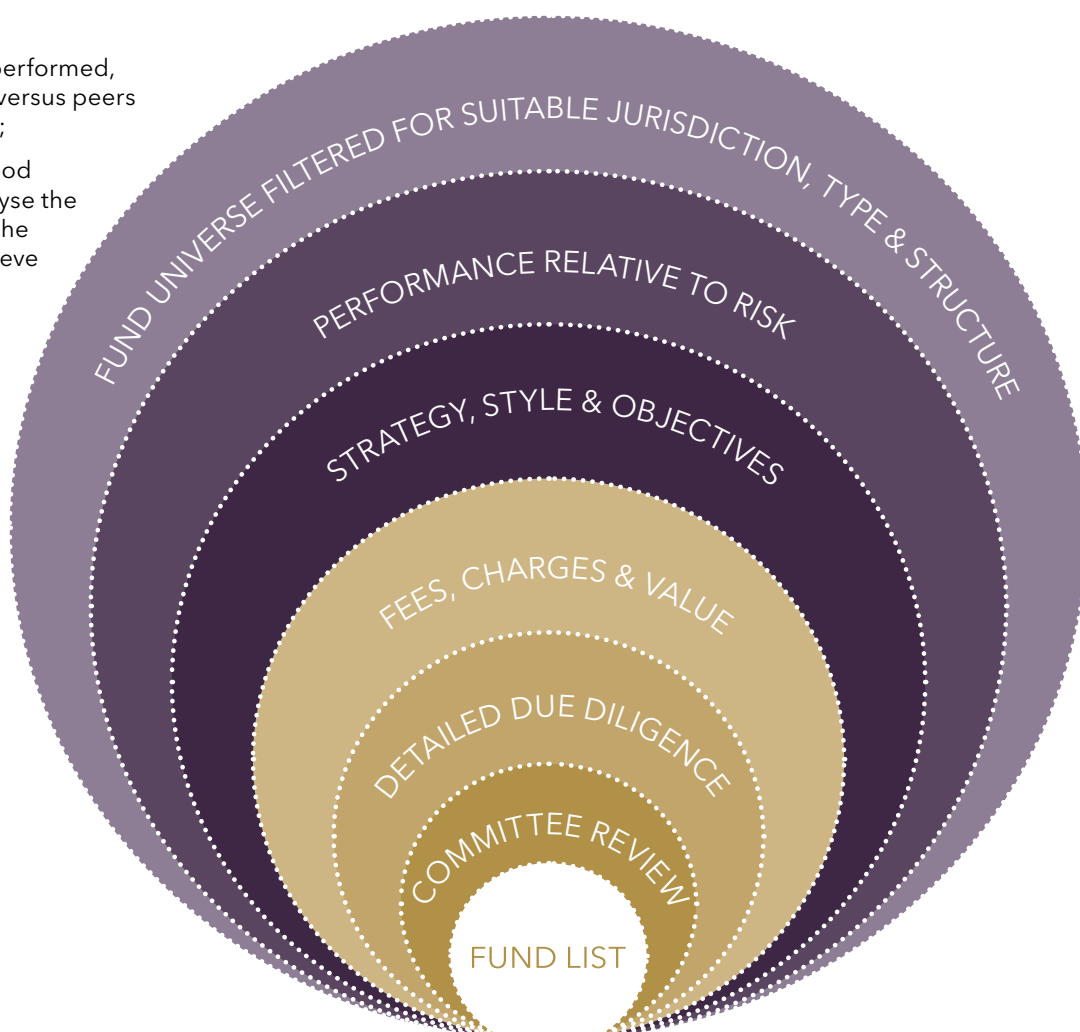 performed,
versus peers
;
od
yse the
he
eve
FUND UNIVERSE FILTERED FOR SUITABLE JURISDICTION, TYPE & STRUCTURE
PERFORMANCE RELATIVE TO RISK
STRATEGY, STYLE & OBJECTIVES
FEES, CHARGES & VALUE
DETAILED DUE DILIGENCE
COMMITTEE REVIEW
FUND LIST